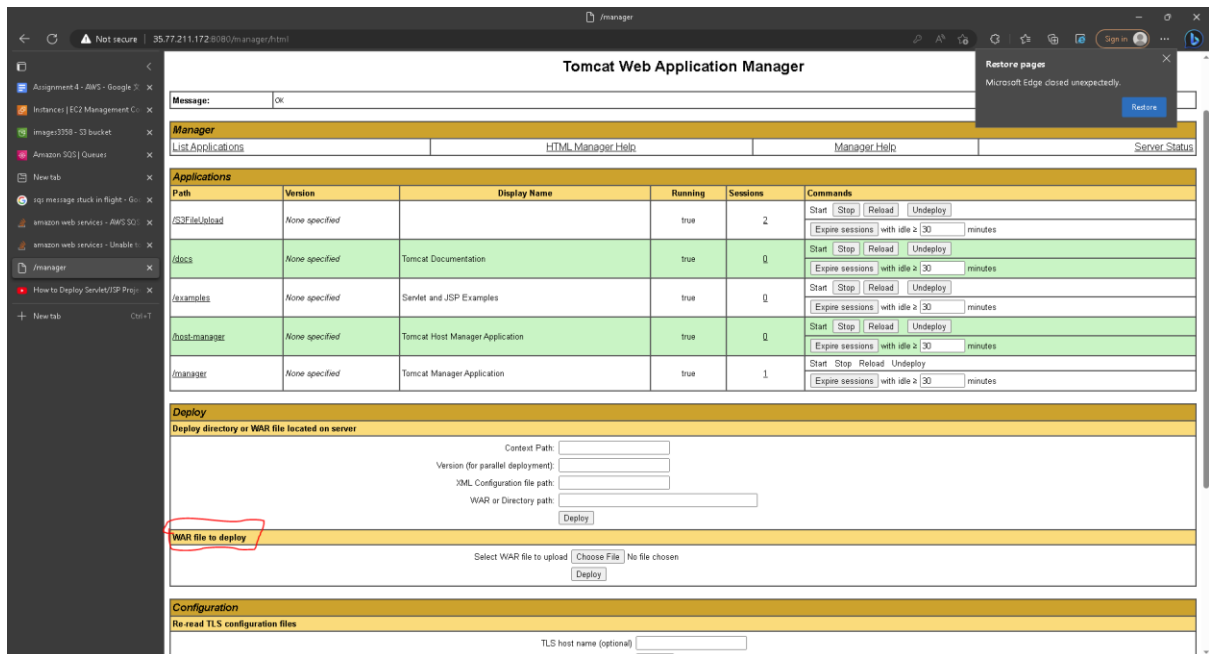 /manager
Not secure 35.77.211.172:8080/manager/html
Sign in
Assignment 4 - AWS - Google
Instances | EC2 Management Co
images3358 - S3 bucket
Amazon SQS | Queues
New tab
sqs message stuck in flight - Goo
amazon web services - AWS SQS
amazon web services - Unable to
/manager
How to Deploy Servlet/JSP Proje
New tab Ctrl+T
Restore pages
Microsoft Edge closed unexpectedly.
Restore
Tomcat Web Application Manager
Message: OK
Manager
List Applications HTML Manager Help Manager Help Server Status
Applications
Path Version Display Name Running Sessions Commands
/S3FileUpload None specified true 2 Start Stop Reload Undeploy
Expire sessions with idle ≥ 30 minutes
/docs None specified Tomcat Documentation true 0 Start Stop Reload Undeploy
Expire sessions with idle ≥ 30 minutes
/examples None specified Servlet and JSP Examples true 0 Start Stop Reload Undeploy
Expire sessions with idle ≥ 30 minutes
/host-manager None specified Tomcat Host Manager Application true 0 Start Stop Reload Undeploy
Expire sessions with idle ≥ 30 minutes
/manager None specified Tomcat Manager Application true 1 Start Stop Reload Undeploy
Expire sessions with idle ≥ 30 minutes
Deploy
Deploy directory or WAR file located on server
Context Path:
Version (for parallel deployment):
XML Configuration file path:
WAR or Directory path:
Deploy
WAR file to deploy
Select WAR file to upload Choose File No file chosen
Deploy
Configuration
Re-read TLS configuration files
TLS host name (optional)